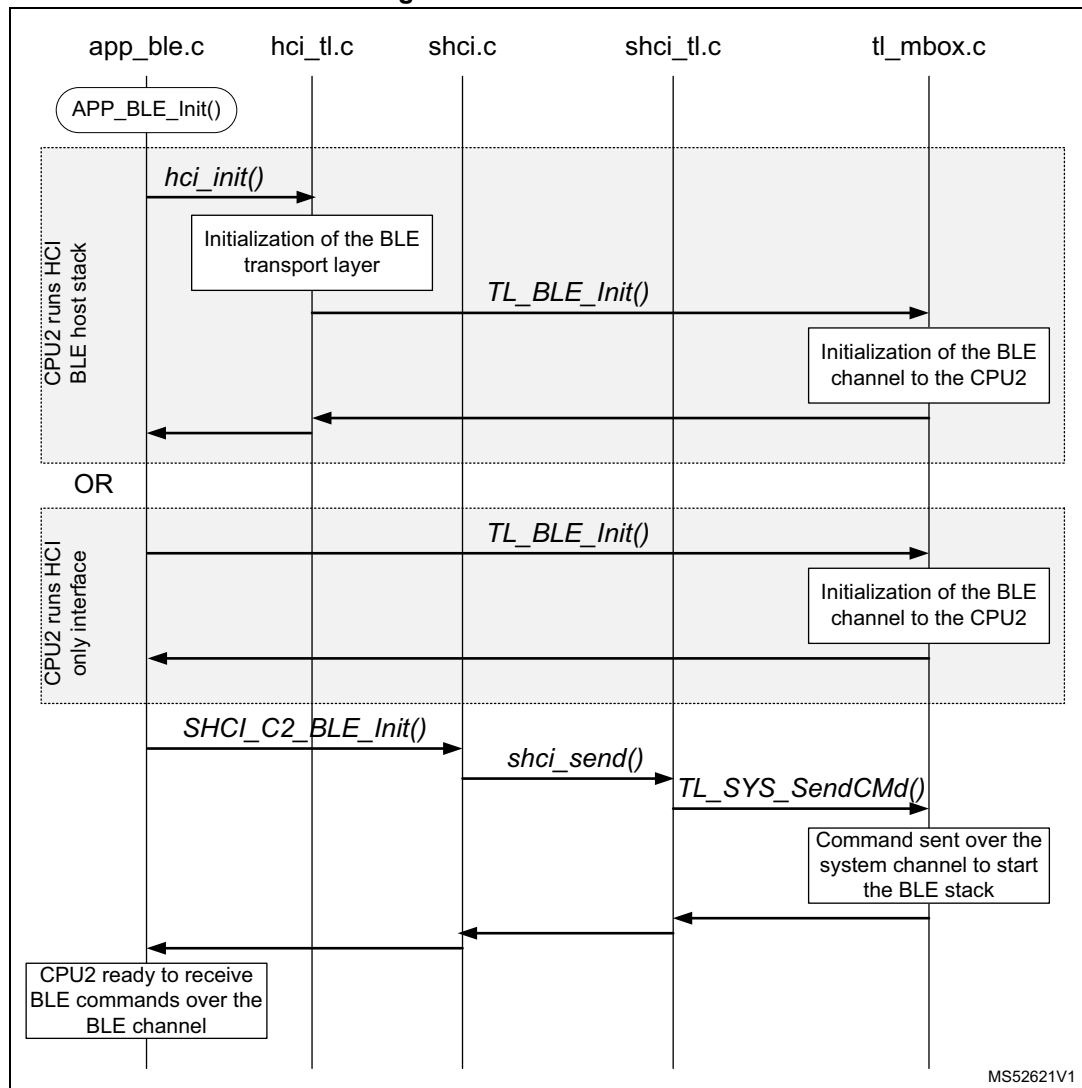 g
app_ble.c hci_tl.c shci.c shci_tl.c tl_mbox.c
APP_BLE_Init()
CPU2 runs HCI
BLE host stack
hci_init()
Initialization of the BLE
transport layer
TL_BLE_Init()
Initialization of the BLE
channel to the CPU2
OR
CPU2 runs HCI
only interface
TL_BLE_Init()
Initialization of the BLE
channel to the CPU2
SHCI_C2_BLE_Init()
shci_send()
TL_SYS_SendCMd()
Command sent over the
system channel to start
the BLE stack
CPU2 ready to receive
BLE commands over the
BLE channel
MS52621V1